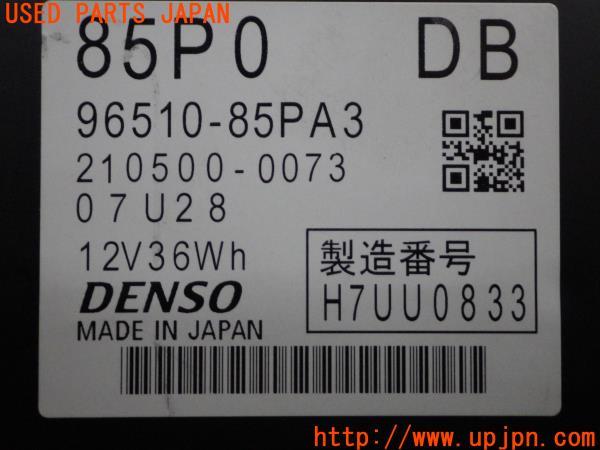 USED PARTS JAPAN
85P0 DB
96510-85PA3
210500-0073
07U28
12V36Wh
DENSO
MADE IN JAPAN
製造番号
H7UU0833
UPJ
http://www.upjpn.com/